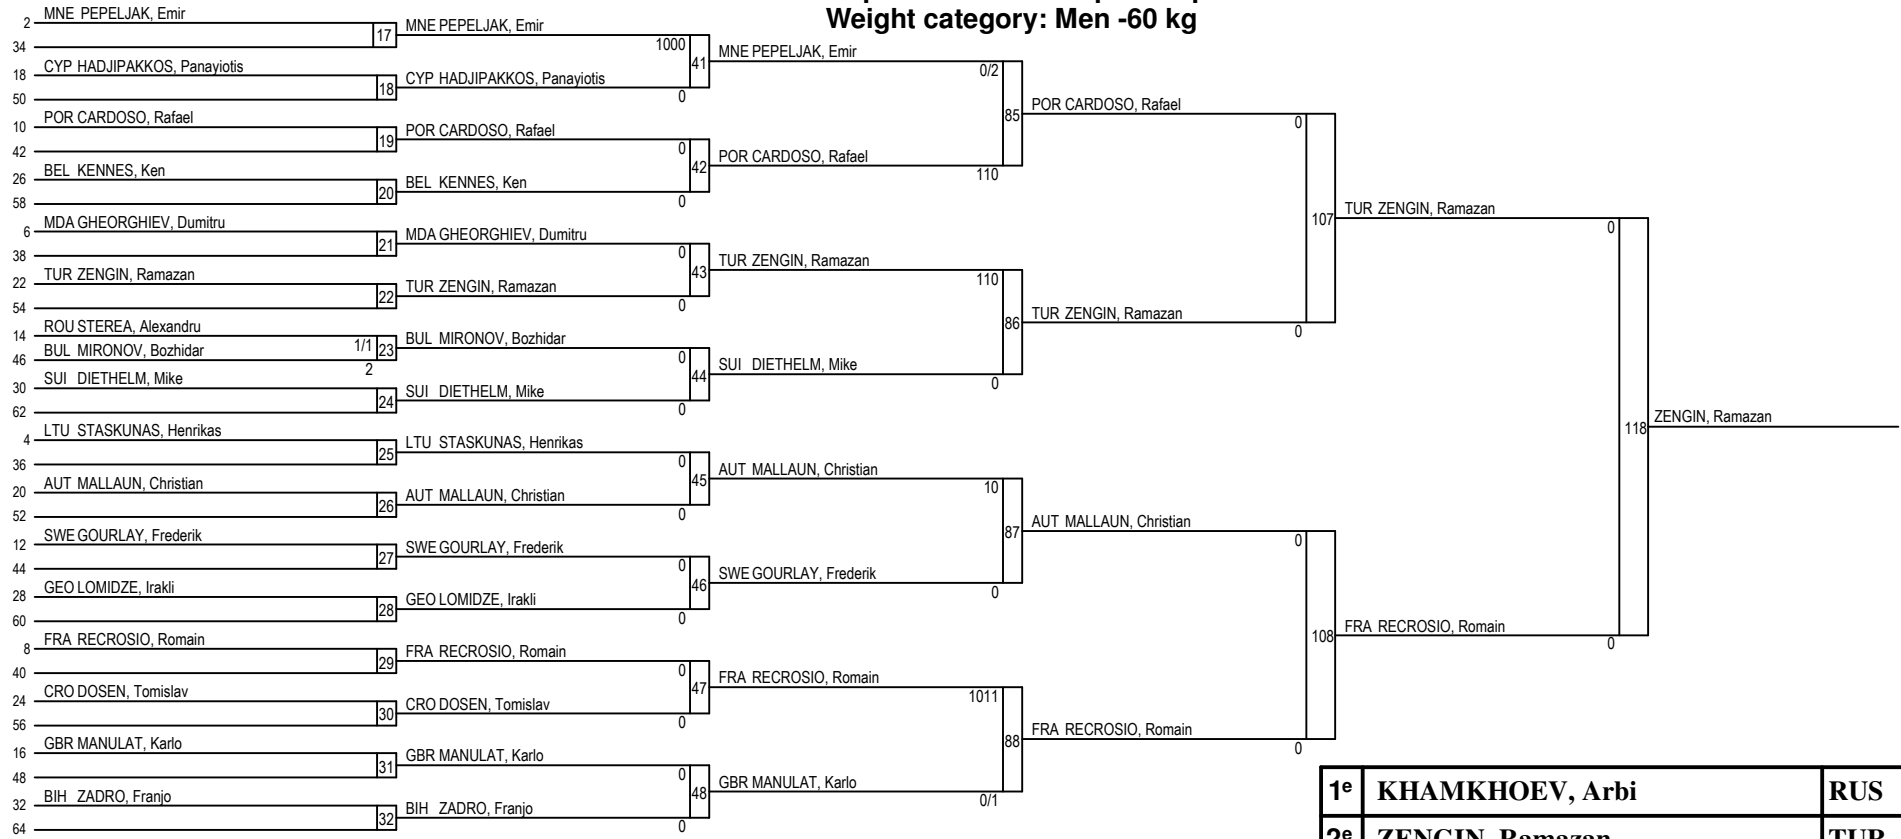 Weight category: Men -60 kg
2 MNE PEPELJAK, Emir
34
17 MNE PEPELJAK, Emir
18 CYP HADJIPAKKOS, Panayiotis
50
18 CYP HADJIPAKKOS, Panayiotis
10 POR CARDOSO, Rafael
42
19 POR CARDOSO, Rafael
26 BEL KENNES, Ken
58
20 BEL KENNES, Ken
6 MDA GHEORGHIEV, Dumitru
38
21 MDA GHEORGHIEV, Dumitru
22 TUR ZENGIN, Ramazan
54
22 TUR ZENGIN, Ramazan
14 ROU STEREA, Alexandru
46 BUL MIRONOV, Bozhidar
1/1
2
23 BUL MIRONOV, Bozhidar
30 SUI DIETHELM, Mike
62
24 SUI DIETHELM, Mike
4 LTU STASKUNAS, Henrikas
36
25 LTU STASKUNAS, Henrikas
20 AUT MALLAUN, Christian
52
26 AUT MALLAUN, Christian
12 SWE GOURLAY, Frederik
44
27 SWE GOURLAY, Frederik
28 GEO LOMIDZE, Irakli
60
28 GEO LOMIDZE, Irakli
8 FRA RECROSIO, Romain
40
29 FRA RECROSIO, Romain
24 CRO DOSEN, Tomislav
56
30 CRO DOSEN, Tomislav
16 GBR MANULAT, Karlo
48
31 GBR MANULAT, Karlo
32 BIH ZADRO, Franjo
64
32 BIH ZADRO, Franjo
1000
0
41 MNE PEPELJAK, Emir
0
0
42 POR CARDOSO, Rafael
0
0
43 TUR ZENGIN, Ramazan
0
0
44 SUI DIETHELM, Mike
0
0
45 AUT MALLAUN, Christian
0
0
46 SWE GOURLAY, Frederik
0
0
47 FRA RECROSIO, Romain
0
0
48 GBR MANULAT, Karlo
0/2
110
85 POR CARDOSO, Rafael
110
0
86 TUR ZENGIN, Ramazan
10
0
87 AUT MALLAUN, Christian
1011
0/1
88 FRA RECROSIO, Romain
0
0
107 TUR ZENGIN, Ramazan
0
0
108 FRA RECROSIO, Romain
0
0
118 ZENGIN, Ramazan
1e KHAMKHOEV, Arbi RUS
2e ZENGIN, Ramazan TUR